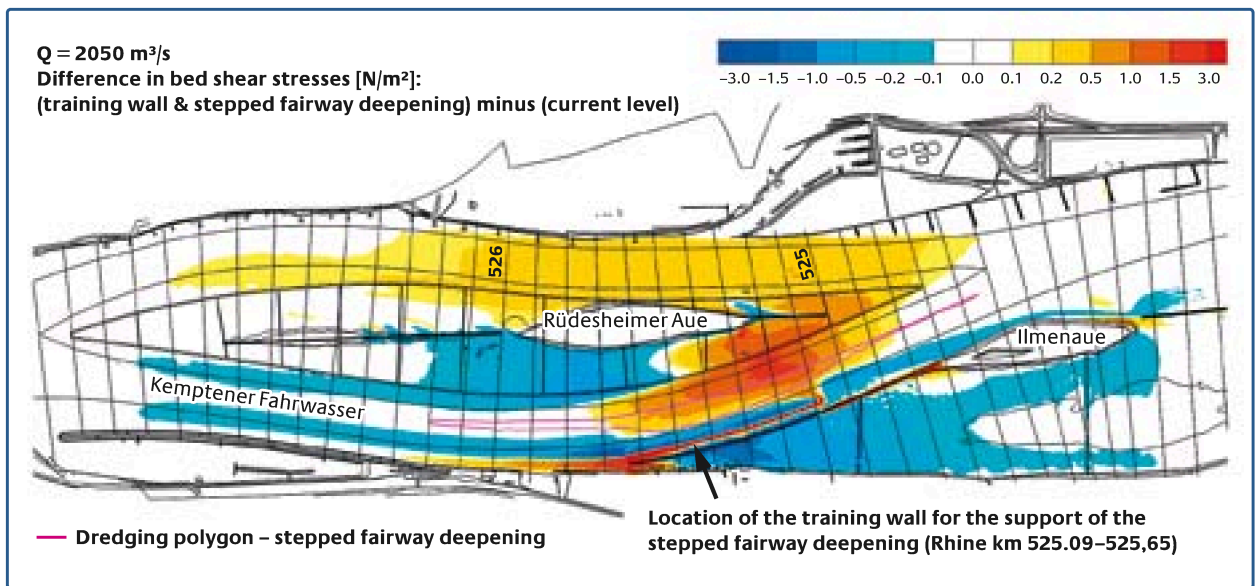 Q = 2050 m³/s
Difference in bed shear stresses [N/m²]:
(training wall & stepped fairway deepening) minus (current level)
−3.0 −1.5 −1.0 −0.5 −0.2 −0.1 0.0 0.1 0.2 0.5 1.0 1.5 3.0
526
525
Rüdesheimer Aue
Ilmenaue
Kemptener Fahrwasser
Dredging polygon – stepped fairway deepening
Location of the training wall for the support of the
stepped fairway deepening (Rhine km 525.09–525,65)